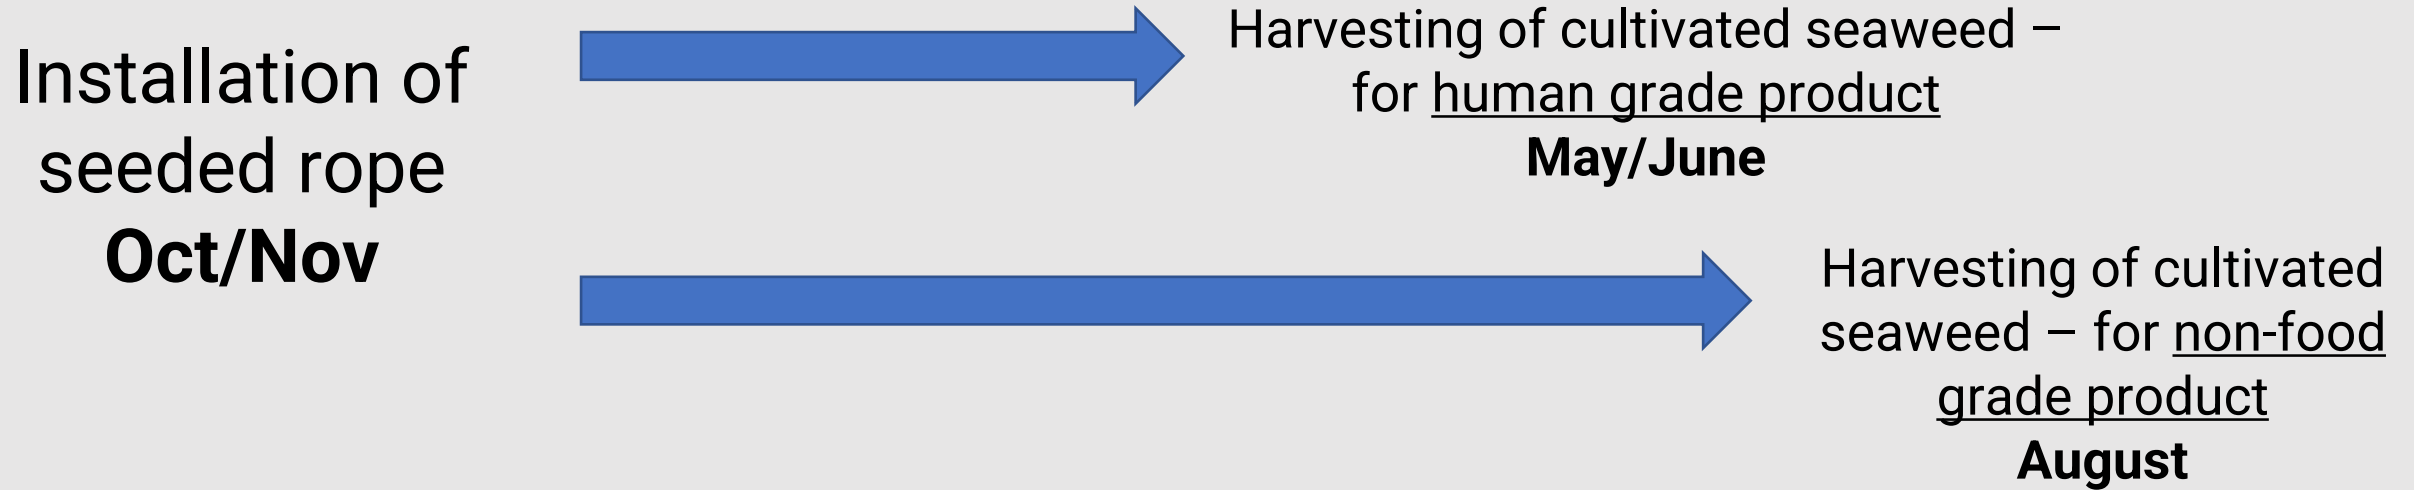 Installation of
seeded rope
Oct/Nov
Harvesting of cultivated seaweed –
for human grade product
May/June
Harvesting of cultivated
seaweed – for non-food
grade product
August